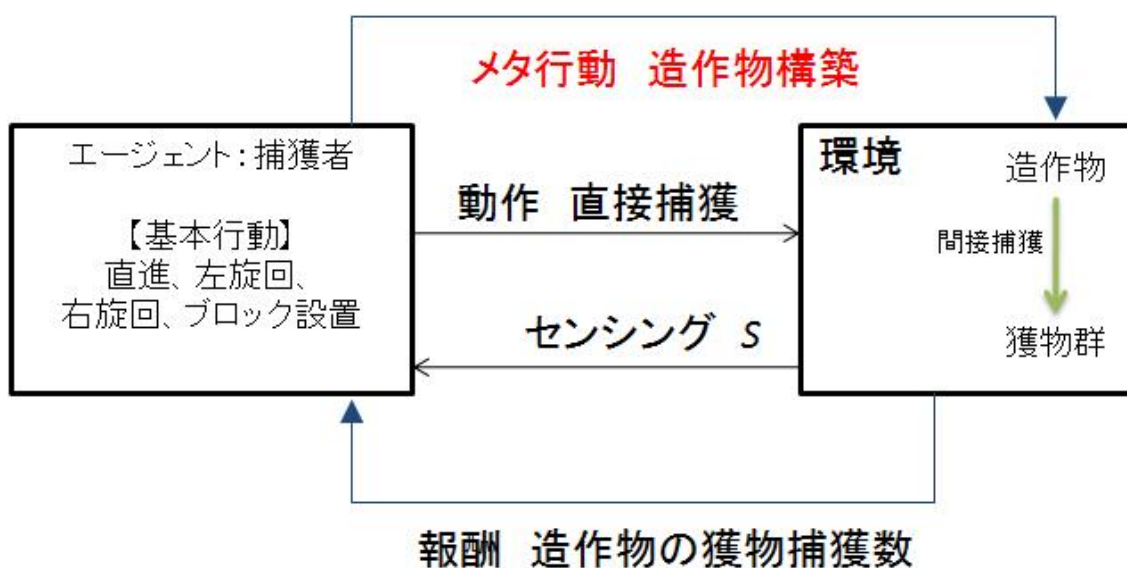 メタ行動 造作物構築
エージェント:捕獲者
【基本行動】
直進、左旋回、
右旋回、ブロック設置
動作 直接捕獲
センシング S
環境
造作物
間接捕獲
獲物群
報酬 造作物の獲物捕獲数